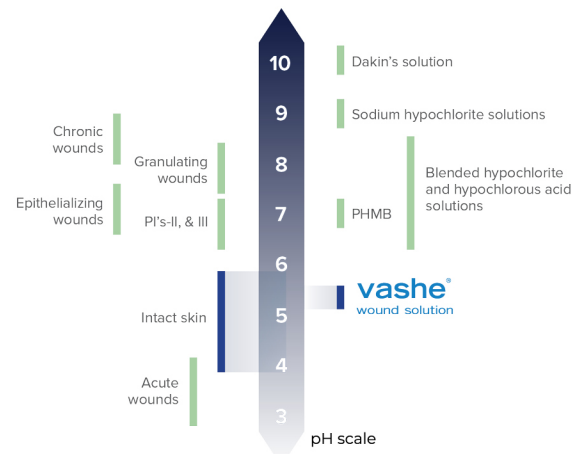 10
Dakin's solution
9
Sodium hypochlorite solutions
Chronic
wounds
Granulating
wounds
8
Blended hypochlorite
and hypochlorous acid
solutions
Epithelializing
wounds
PI's-II, & III
7
PHMB
6
vashe®
wound solution
Intact skin
5
4
Acute
wounds
3
pH scale